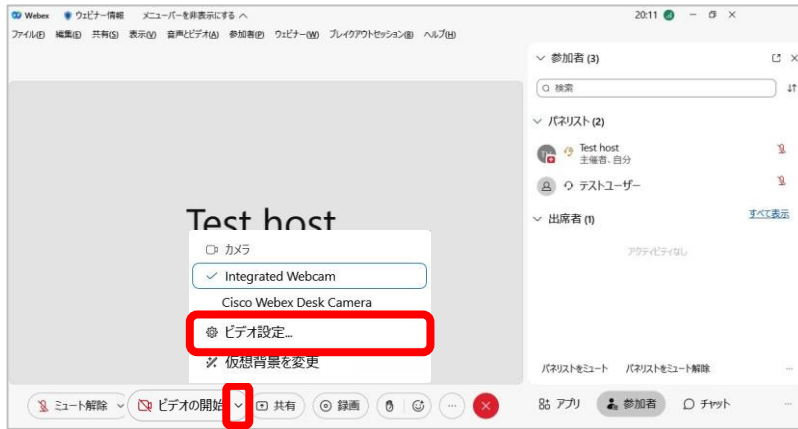 Webex ウェビナー情報 メニューバーを非表示にする 20:11
ファイル(F) 編集(E) 共有(S) 表示(V) 音声とビデオ(A) 参加者(P) ウェビナー(W) ブレイクアウトセッション(B) ヘルプ(H)
参加者 (3)
検索
パネリスト (2)
Test host
主催者、自分
テストユーザー
出席者 (1) すべて表示
アクティビティなし
Test host
カメラ
Integrated Webcam
Cisco Webex Desk Camera
ビデオ設定...
仮想背景を変更
パネリストをミュート パネリストをミュート解除
ミュート解除 ビデオの開始 共有 録画 アプリ 参加者 チャット